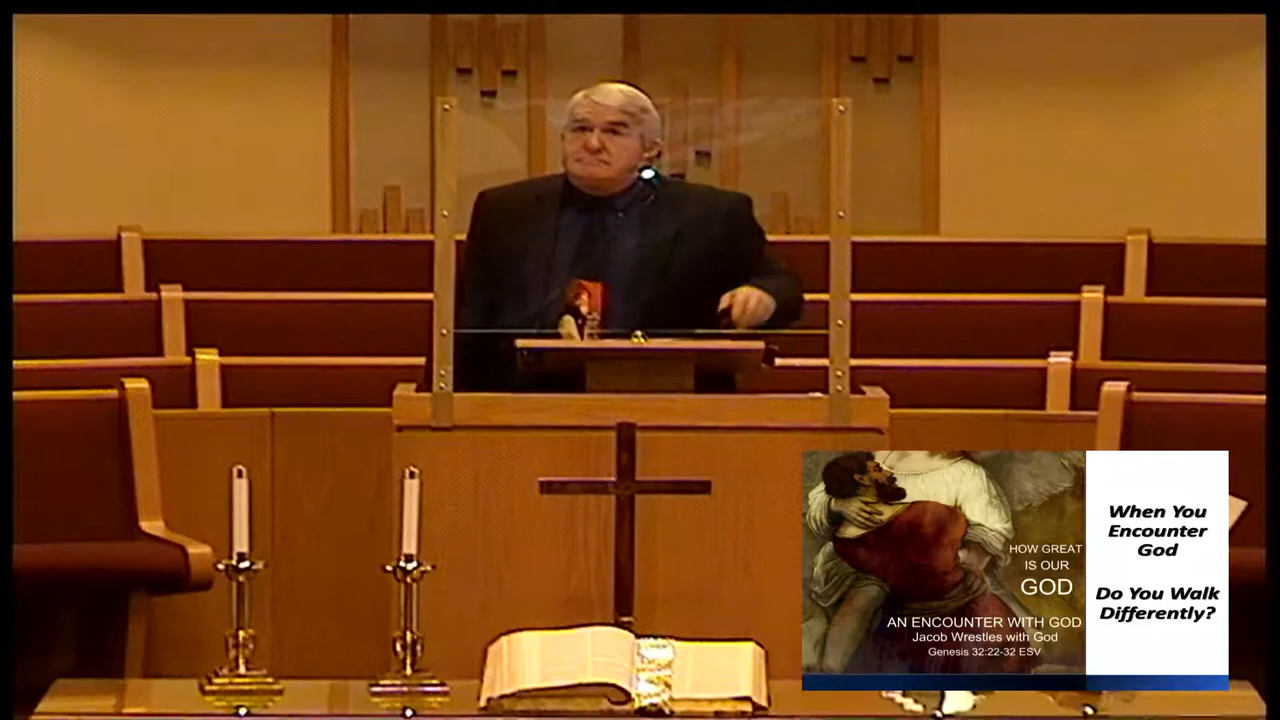 HOW GREAT
IS OUR
GOD
AN ENCOUNTER WITH GOD
Jacob Wrestles with God
Genesis 32:22-32 ESV
When You
Encounter
God
Do You Walk
Differently?